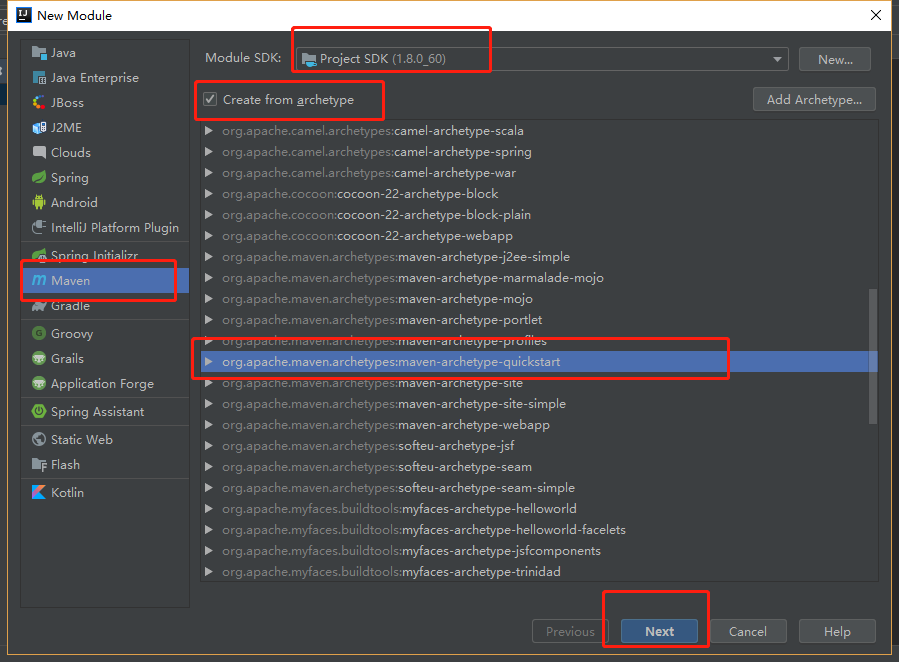 New Module
Java
Java Enterprise
JBoss
J2ME
Clouds
Spring
Android
IntelliJ Platform Plugin
Spring Initializr
Maven
Gradle
Groovy
Grails
Application Forge
Spring Assistant
Static Web
Flash
Kotlin
Module SDK: Project SDK (1.8.0_60) New...
Create from archetype Add Archetype...
org.apache.camel.archetypes:camel-archetype-scala
org.apache.camel.archetypes:camel-archetype-spring
org.apache.camel.archetypes:camel-archetype-war
org.apache.cocoon:cocoon-22-archetype-block
org.apache.cocoon:cocoon-22-archetype-block-plain
org.apache.cocoon:cocoon-22-archetype-webapp
org.apache.maven.archetypes:maven-archetype-j2ee-simple
org.apache.maven.archetypes:maven-archetype-marmalade-mojo
org.apache.maven.archetypes:maven-archetype-mojo
org.apache.maven.archetypes:maven-archetype-portlet
org.apache.maven.archetypes:maven-archetype-profiles
org.apache.maven.archetypes:maven-archetype-quickstart
org.apache.maven.archetypes:maven-archetype-site
org.apache.maven.archetypes:maven-archetype-site-simple
org.apache.maven.archetypes:maven-archetype-webapp
org.apache.maven.archetypes:softeu-archetype-jsf
org.apache.maven.archetypes:softeu-archetype-seam
org.apache.maven.archetypes:softeu-archetype-seam-simple
org.apache.myfaces.buildtools:myfaces-archetype-helloworld
org.apache.myfaces.buildtools:myfaces-archetype-helloworld-facelets
org.apache.myfaces.buildtools:myfaces-archetype-jsfcomponents
org.apache.myfaces.buildtools:myfaces-archetype-trinidad
Previous Next Cancel Help